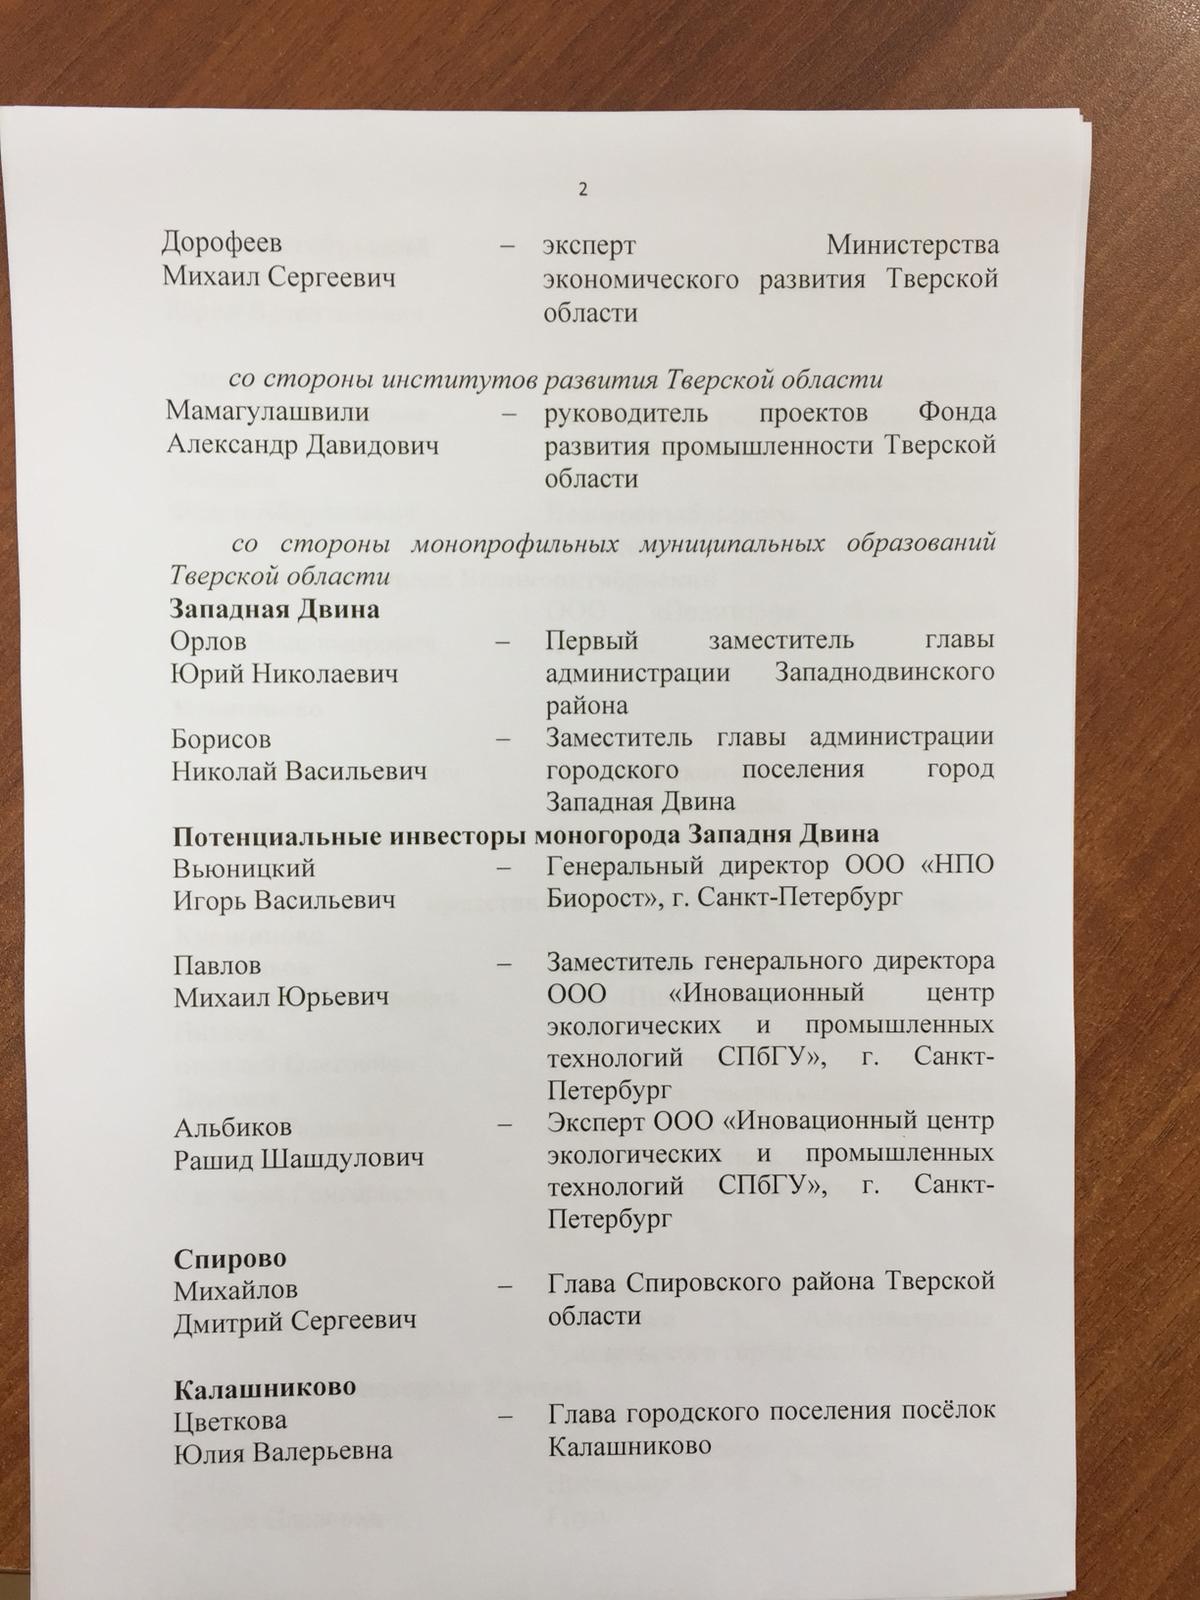 2
Дорофеев – эксперт Министерства
Михаил Сергеевич экономического развития Тверской
области
со стороны институтов развития Тверской области
Мамагулашвили – руководитель проектов Фонда
Александр Давидович развития промышленности Тверской
области
со стороны монопрофильных муниципальных образований
Тверской области
Западная Двина
Орлов – Первый заместитель главы
Юрий Николаевич администрации Западнодвинского
района
Борисов – Заместитель главы администрации
Николай Васильевич городского поселения город
Западная Двина
Потенциальные инвесторы моногорода Западня Двина
Вьюницкий – Генеральный директор ООО «НПО
Игорь Васильевич Биорост», г. Санкт-Петербург
Павлов – Заместитель генерального директора
Михаил Юрьевич ООО «Иновационный центр
экологических и промышленных
технологий СПбГУ», г. Санкт-
Петербург
Альбиков – Эксперт ООО «Иновационный центр
Рашид Шашдулович экологических и промышленных
технологий СПбГУ», г. Санкт-
Петербург
Спирово
Михайлов – Глава Спировского района Тверской
Дмитрий Сергеевич области
Калашниково
Цветкова – Глава городского поселения посёлок
Юлия Валерьевна Калашниково